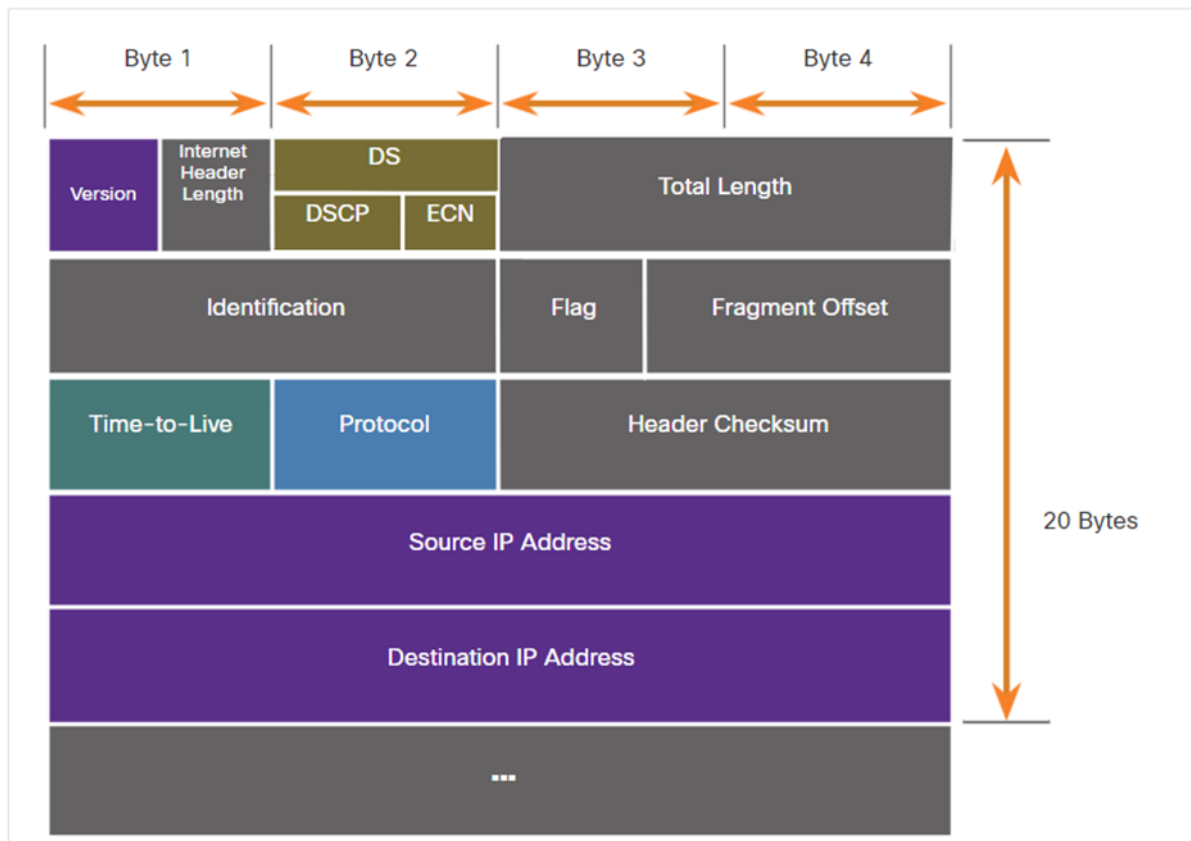 Byte 1 Byte 2 Byte 3 Byte 4
Version
Internet
Header
Length
DS
DSCP ECN
Total Length
Identification Flag Fragment Offset
Time-to-Live Protocol Header Checksum
Source IP Address
20 Bytes
Destination IP Address
...